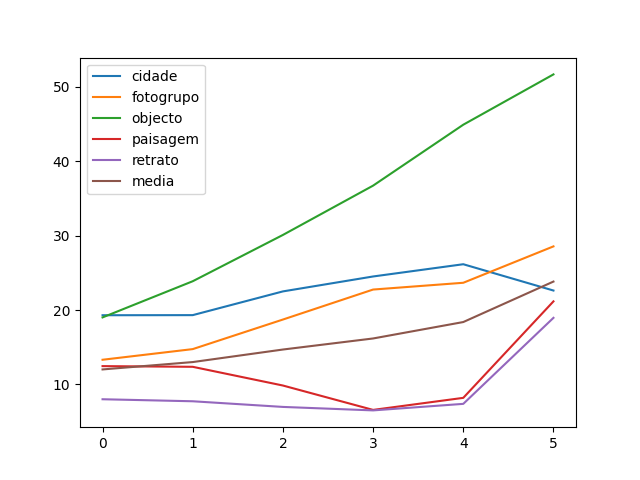 cidade
fotogrupo
objecto
paisagem
retrato
media
50
40
30
20
10
0 1 2 3 4 5